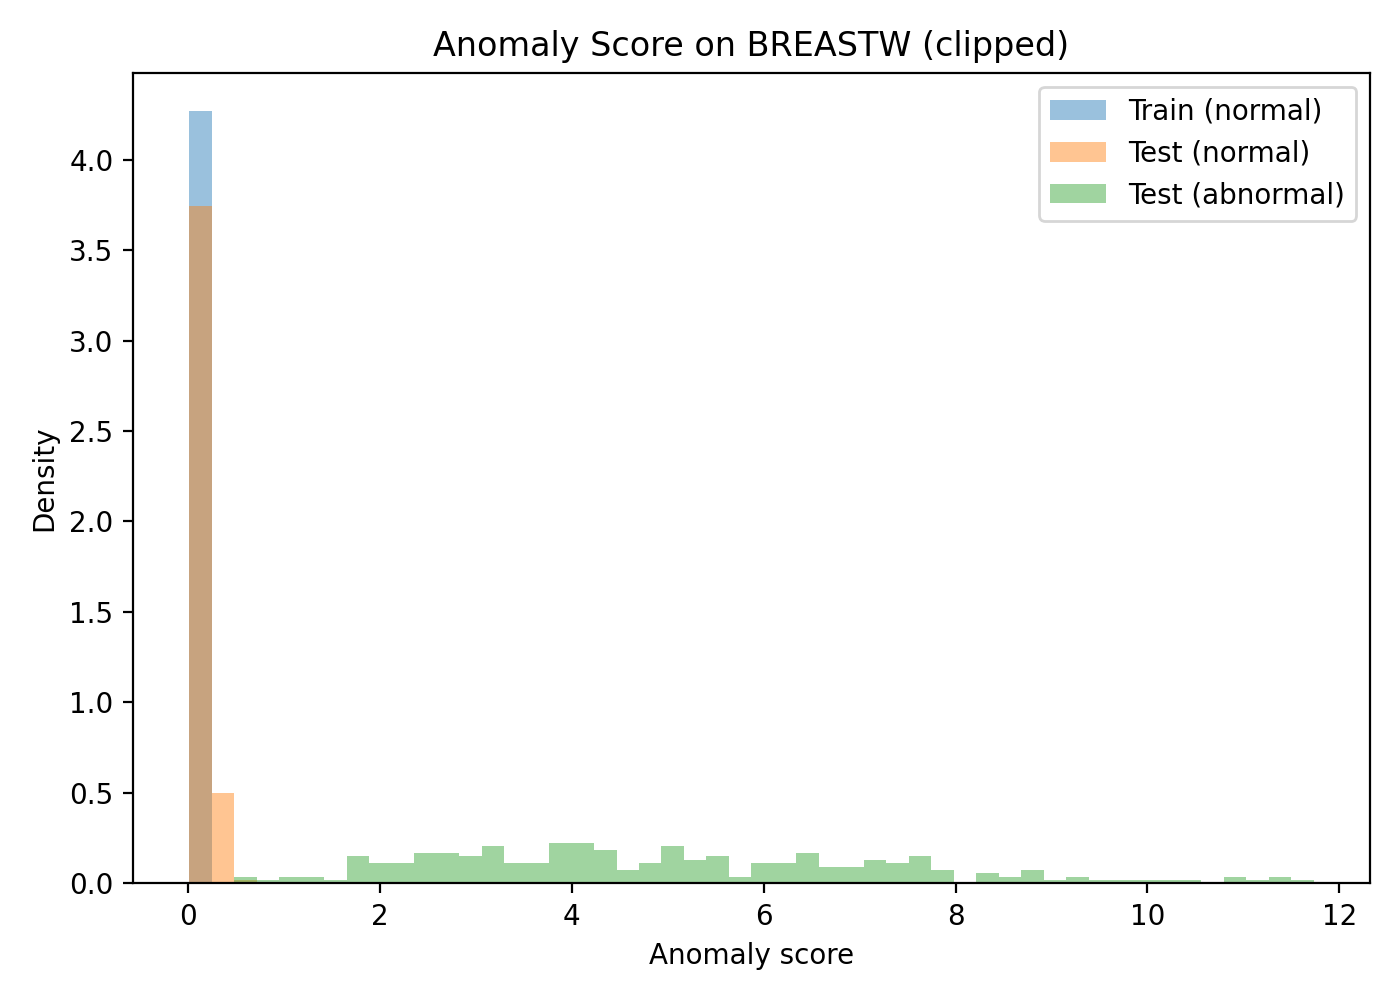 Anomaly Score on BREASTW (clipped)
Train (normal)
Test (normal)
Test (abnormal)
Density
4.0
3.5
3.0
2.5
2.0
1.5
1.0
0.5
0.0
0 2 4 6 8 10 12
Anomaly score